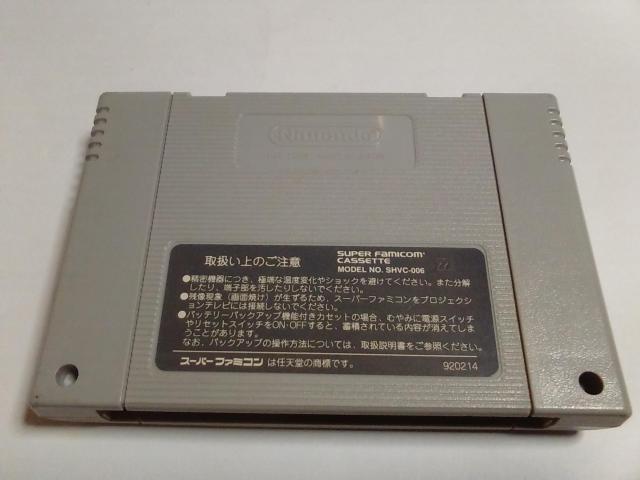 Nintendo
取扱い上のご注意
SUPER FAMICOM
CASSETTE
MODEL NO. SHVC-006
●精密機器につき、極端な温度変化やショックを避けてください。また分解
したり、端子部を汚したりしないでください。
●残像現象（画面焼け）が生ずるため、スーパーファミコンをプロジェクシ
ョンテレビには接続しないでください。
●バッテリーバックアップ機能付きカセットの場合、むやみに電源スイッチ
やリセットスイッチをON・OFFすると、蓄積されている内容が消えてしま
うことがあります。
なお、バックアップの操作方法については、取扱説明書をご参照ください。
スーパーファミコン は任天堂の商標です。
920214